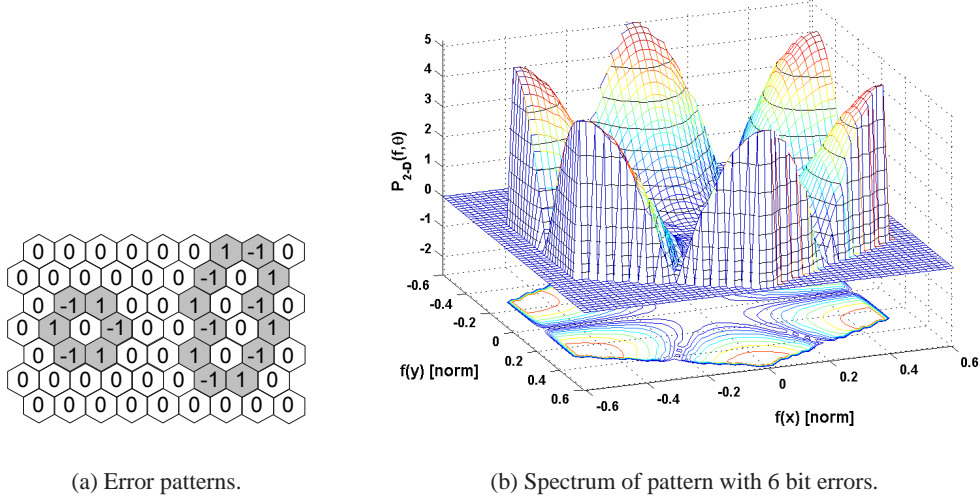 0 0 0 0 0 0 1 -1 0
0 0 0 0 0 0 -1 0 1
0 -1 1 0 0 1 0 -1 0
0 1 0 -1 0 0 -1 0 1
0 -1 1 0 0 1 0 -1 0
0 0 0 0 0 0 -1 1 0
0 0 0 0 0 0 0 0 0
(a) Error patterns.
P2-D(f,θ)
5
4
3
2
1
0
-1
-2
-0.6
-0.4
-0.2
0
0.2
0.4
0.6
f(y) [norm]
-0.6
-0.4
-0.2
0
0.2
0.4
0.6
f(x) [norm]
(b) Spectrum of pattern with 6 bit errors.